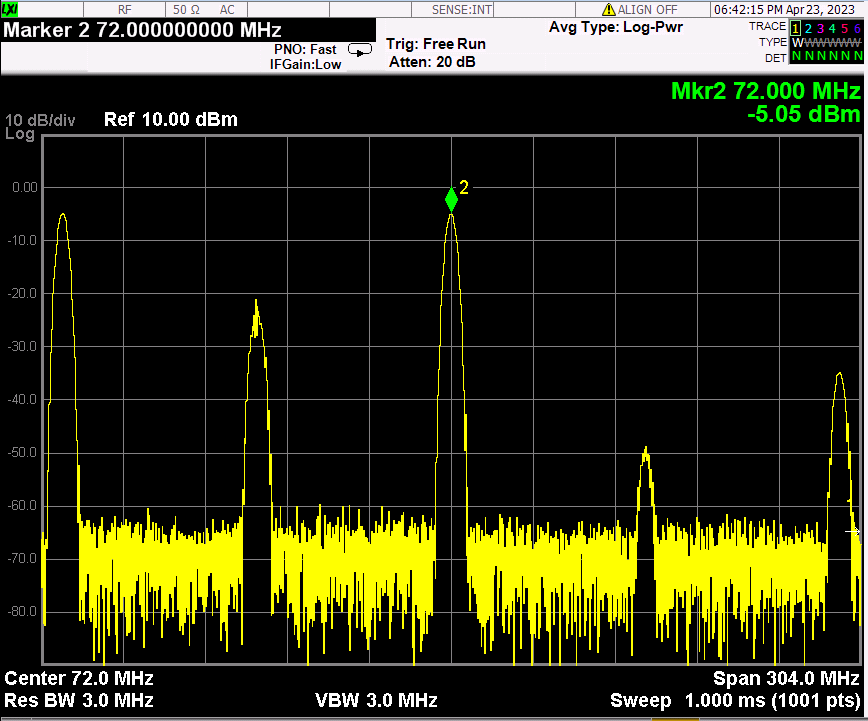 LXI RF 50 Ω AC SENSE:INT ALIGN OFF 06:42:15 PM Apr 23, 2023
Marker 2 72.000000000 MHz
PNO: Fast
IFGain:Low
Trig: Free Run
Atten: 20 dB
Avg Type: Log-Pwr
TRACE 1 2 3 4 5 6
TYPE WWWWWW
DET N N N N N N
Mkr2 72.000 MHz
-5.05 dBm
10 dB/div Ref 10.00 dBm
Log
0.00
2
-10.0
-20.0
-30.0
-40.0
-50.0
-60.0
-70.0
-80.0
Center 72.0 MHz Span 304.0 MHz
Res BW 3.0 MHz VBW 3.0 MHz Sweep 1.000 ms (1001 pts)